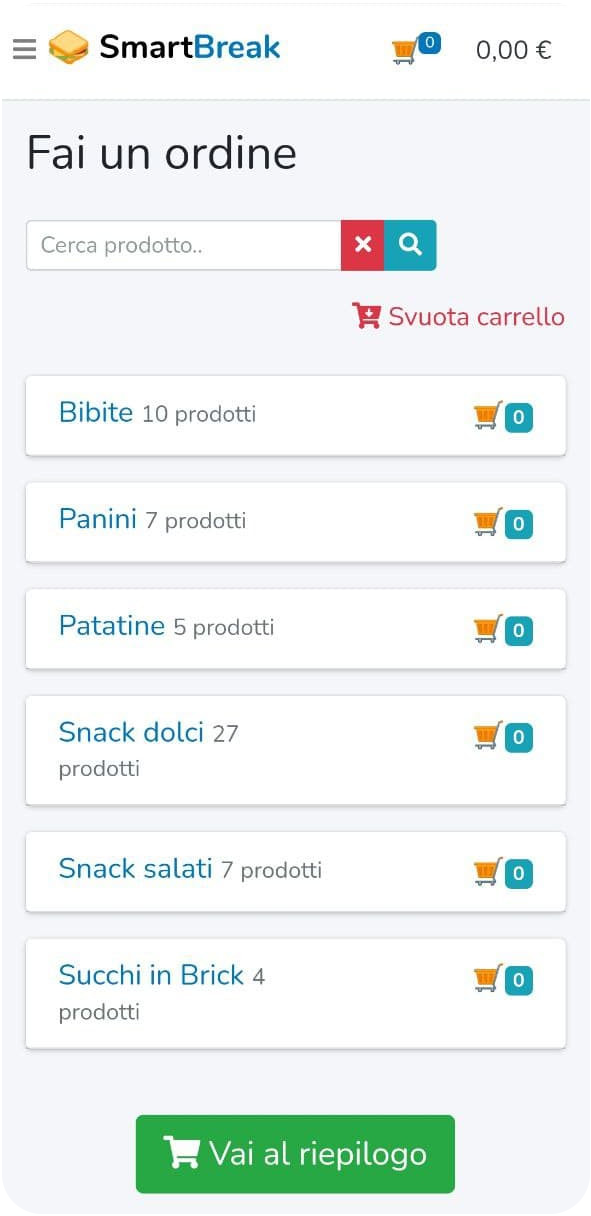 SmartBreak 0 0,00 €
Fai un ordine
Cerca prodotto..
Svuota carrello
Bibite 10 prodotti 0
Panini 7 prodotti 0
Patatine 5 prodotti 0
Snack dolci 27 0
prodotti
Snack salati 7 prodotti 0
Succhi in Brick 4 0
prodotti
Vai al riepilogo